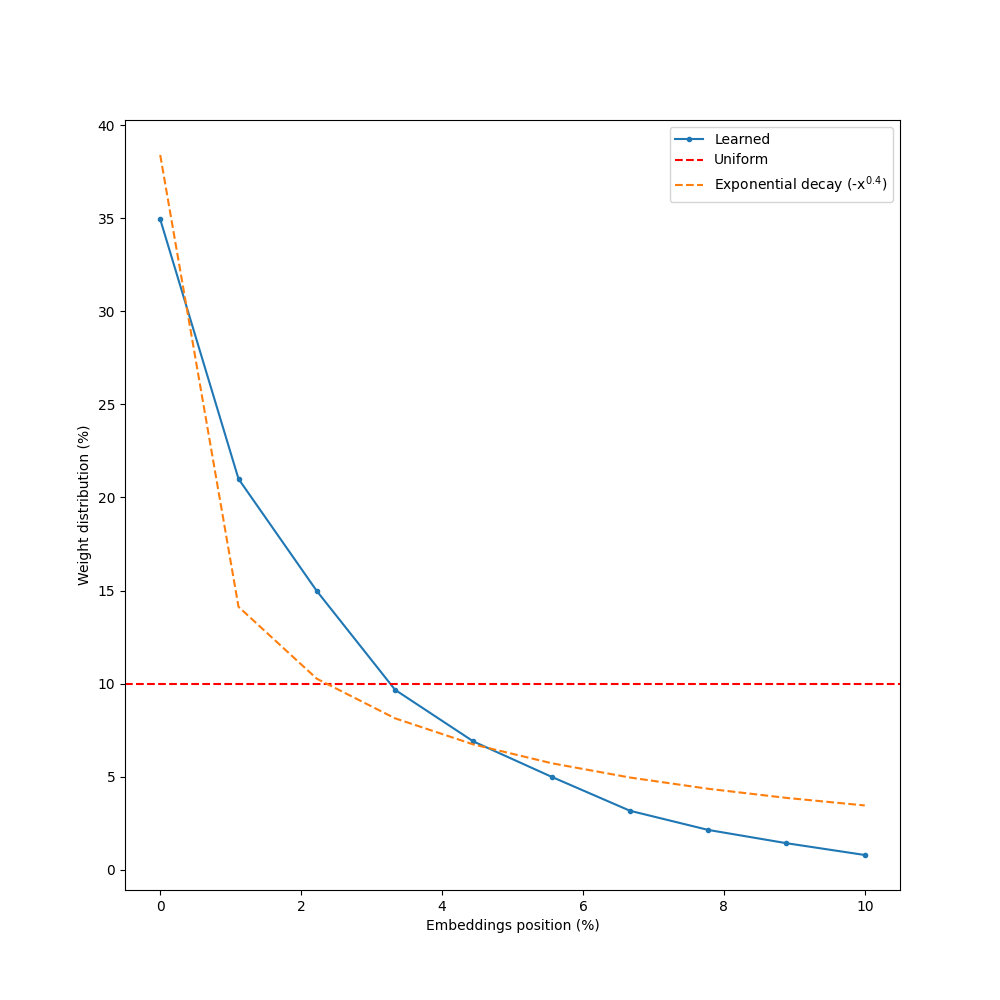 40
35
30
25
20
15
10
5
0
Weight distribution (%)
0 2 4 6 8 10
Embeddings position (%)
Learned
Uniform
Exponential decay (-x^0.4)